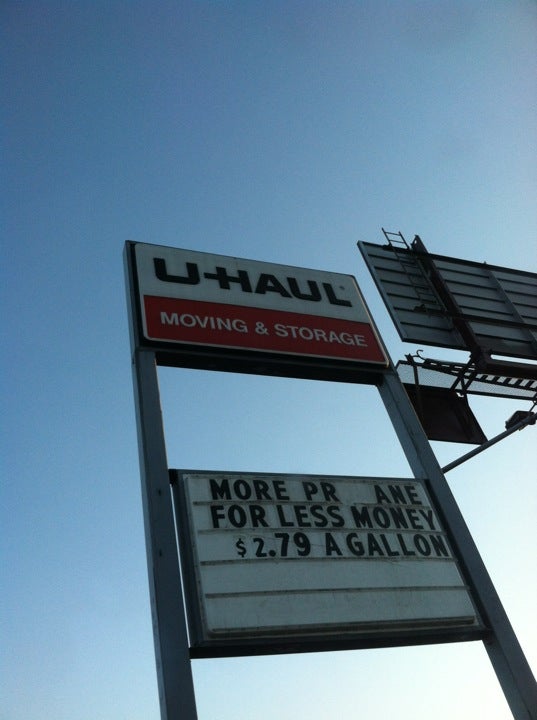 U-HAUL
MOVING & STORAGE
MORE PR ANE
FOR LESS MONEY
$2.79 A GALLON